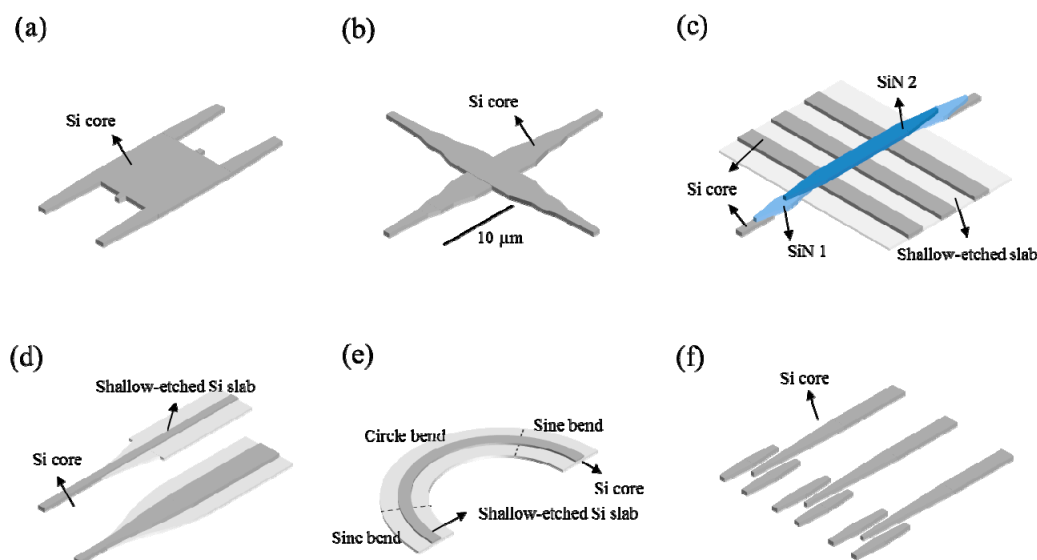 (a)
Si core
(b)
Si core
10 μm
(c)
SiN 2
Si core
SiN 1
Shallow-etched slab
(d)
Shallow-etched Si slab
Si core
(e)
Circle bend
Sine bend
Si core
Shallow-etched Si slab
Sine bend
(f)
Si core